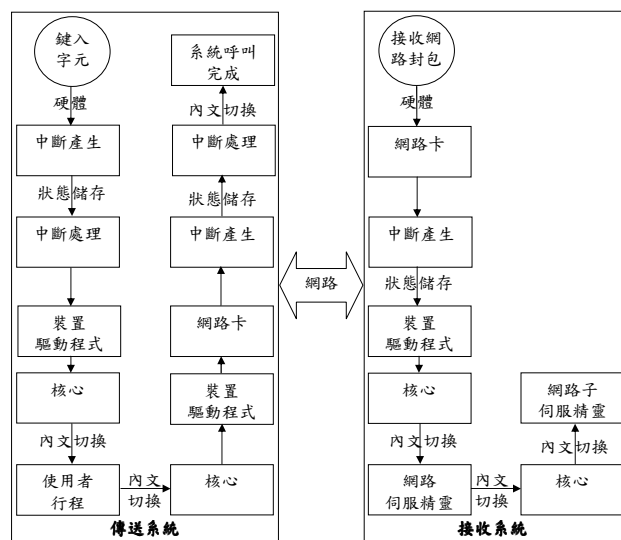 鍵入
字元
硬體
中斷產生
狀態儲存
中斷處理
裝置
驅動程式
核心
內文切換
使用者
行程
內文
切換
系統呼叫
完成
內文切換
中斷處理
狀態儲存
中斷產生
網路卡
裝置
驅動程式
核心
傳送系統
網路
接收網
路封包
硬體
網路卡
中斷產生
狀態儲存
裝置
驅動程式
核心
內文切換
網路
伺服精靈
內文
切換
網路子
伺服精靈
內文切換
核心
接收系統